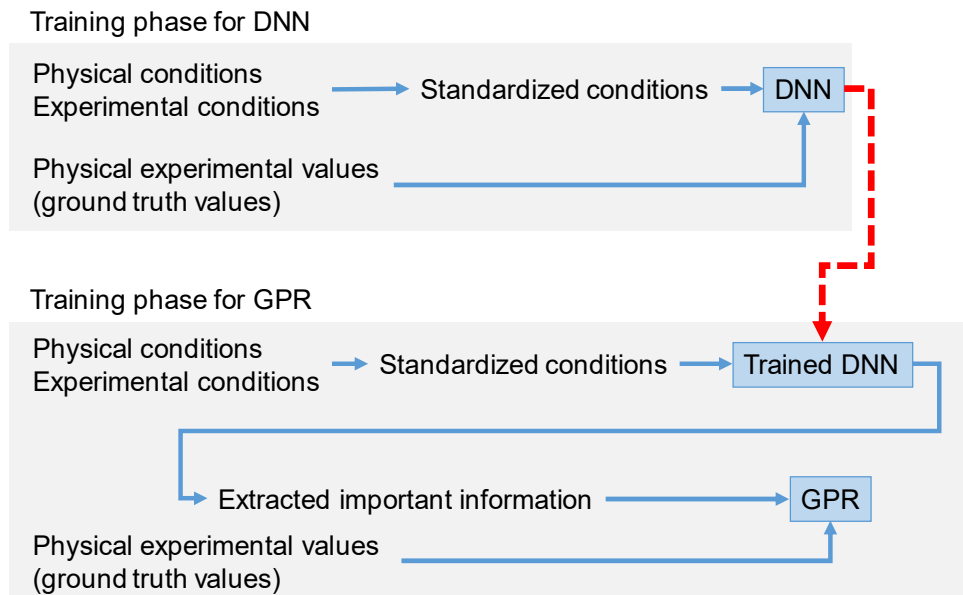 Training phase for DNN
Physical conditions
Experimental conditions
Standardized conditions
DNN
Physical experimental values
(ground truth values)
Training phase for GPR
Physical conditions
Experimental conditions
Standardized conditions
Trained DNN
Extracted important information
GPR
Physical experimental values
(ground truth values)